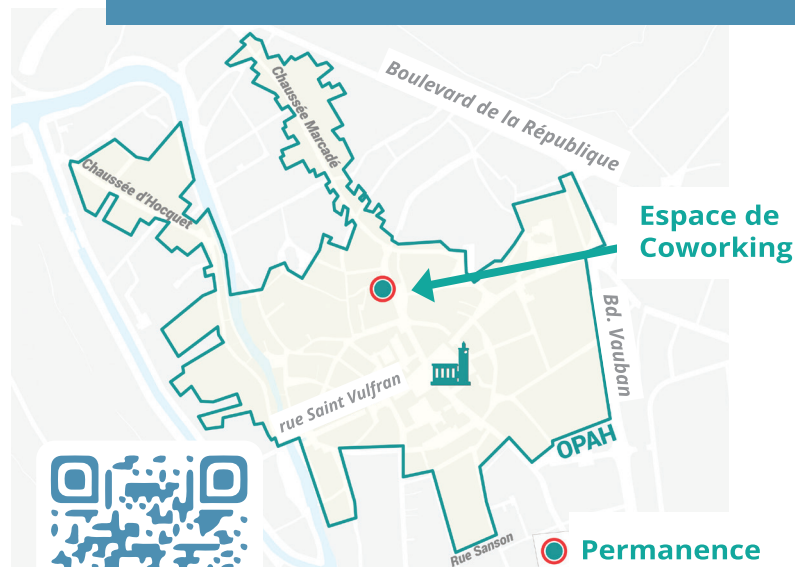 Boulevard de la République
Chaussée Marcadé
Chaussée d'Hocquet
Espace de
Coworking
Bd. Vauban
rue Saint Vulfran
OPAH
Rue Sanson
Permanence